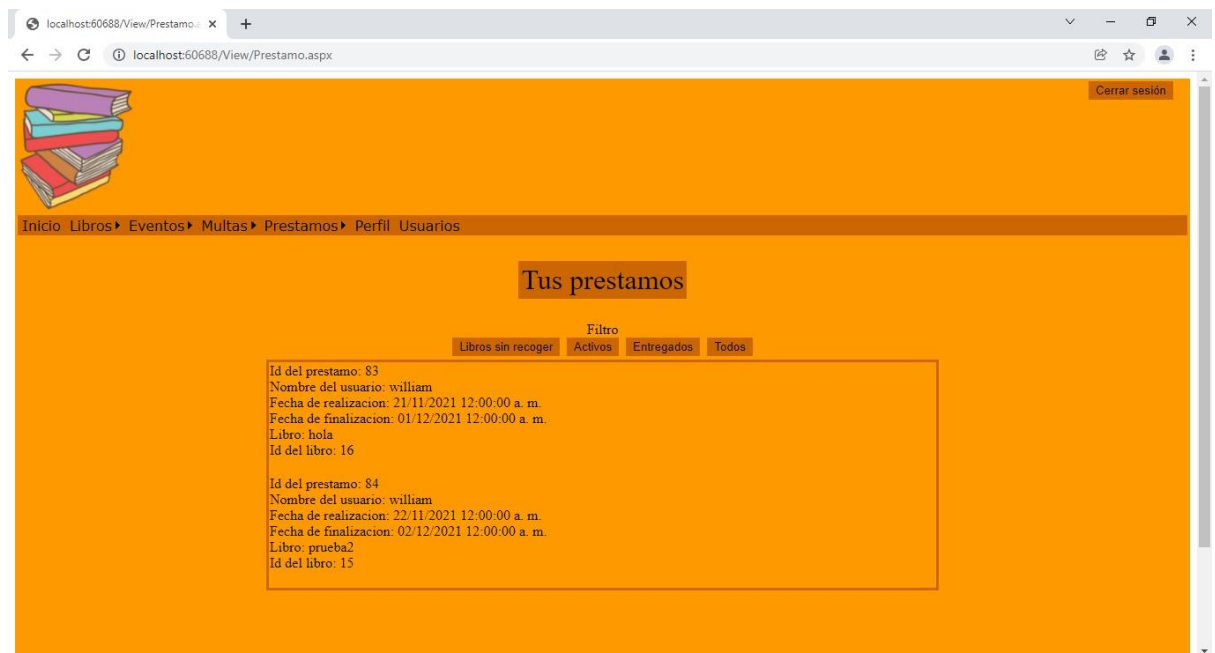 localhost:60688/View/Prestamo.a
localhost:60688/View/Prestamo.aspx
Cerrar sesión
Inicio Libros Eventos Multas Prestamos Perfil Usuarios
Tus prestamos
Filtro
Libros sin recoger Activos Entregados Todos
Id del prestamo: 83
Nombre del usuario: william
Fecha de realizacion: 21/11/2021 12:00:00 a. m.
Fecha de finalizacion: 01/12/2021 12:00:00 a. m.
Libro: hola
Id del libro: 16
Id del prestamo: 84
Nombre del usuario: william
Fecha de realizacion: 22/11/2021 12:00:00 a. m.
Fecha de finalizacion: 02/12/2021 12:00:00 a. m.
Libro: prueba2
Id del libro: 15